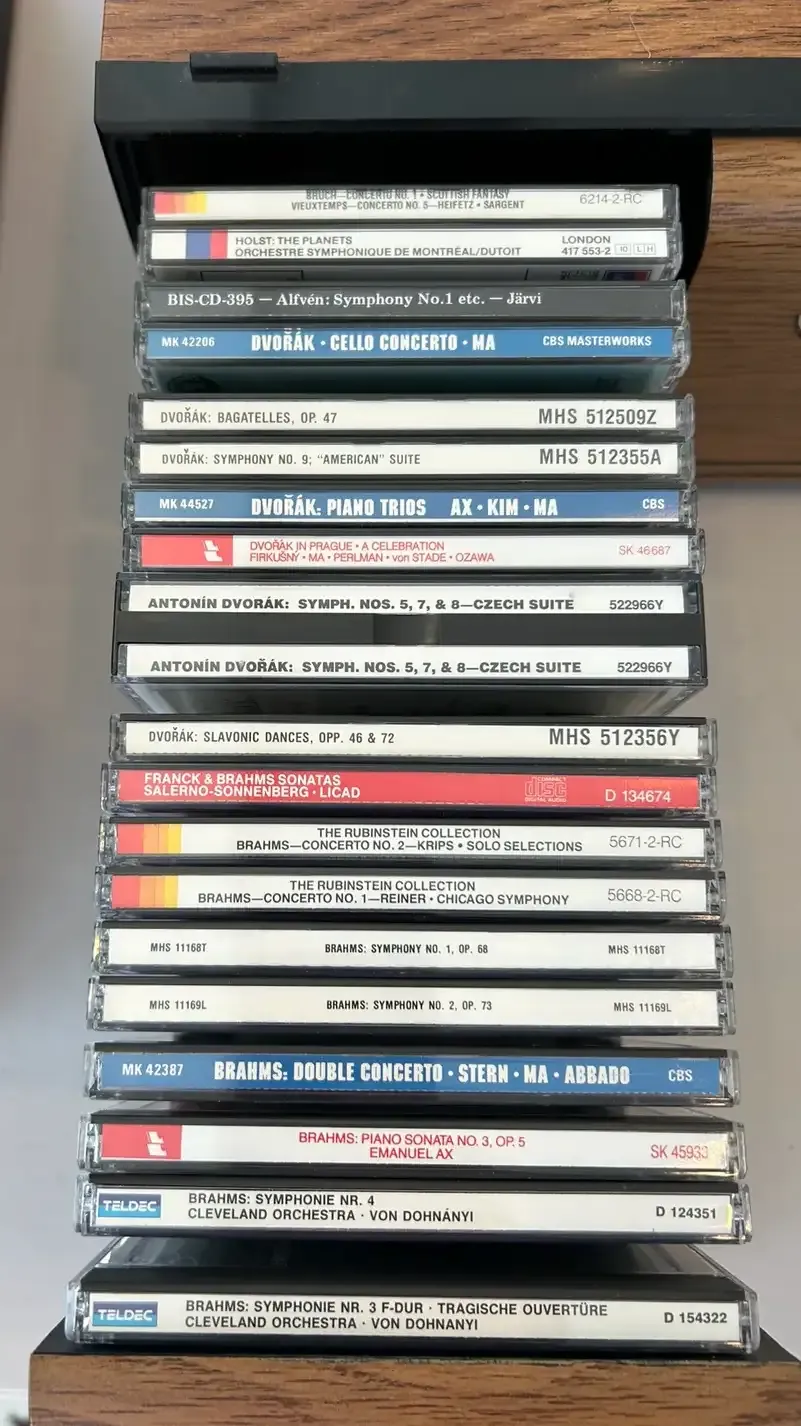 BRUCH—CONCERTO NO. 1 • SCOTTISH FANTASY
VIEUXTEMPS—CONCERTO NO. 5—HEIFETZ • SARGENT
6214-2-RC
HOLST: THE PLANETS
ORCHESTRE SYMPHONIQUE DE MONTRÉAL/DUTOIT
LONDON
417 553-2
BIS-CD-395 — Alfvén: Symphony No.1 etc. — Järvi
MK 42206 DVOŘÁK · CELLO CONCERTO · MA CBS MASTERWORKS
DVOŘÁK: BAGATELLES, OP. 47 MHS 512509Z
DVOŘÁK: SYMPHONY NO. 9; "AMERICAN" SUITE MHS 512355A
MK 44527 DVOŘÁK: PIANO TRIOS AX · KIM · MA CBS
DVOŘÁK IN PRAGUE • A CELEBRATION
FIRKUŠNÝ • MA • PERLMAN • von STADE • OZAWA
SK 46687
ANTONÍN DVOŘÁK: SYMPH. NOS. 5, 7, & 8—CZECH SUITE 522966Y
ANTONÍN DVOŘÁK: SYMPH. NOS. 5, 7, & 8—CZECH SUITE 522966Y
DVOŘÁK: SLAVONIC DANCES, OPP. 46 & 72 MHS 512356Y
FRANCK & BRAHMS SONATAS
SALERNO-SONNENBERG · LICAD
COMPACT
disc
DIGITAL AUDIO
D 134674
THE RUBINSTEIN COLLECTION
BRAHMS—CONCERTO NO. 2—KRIPS • SOLO SELECTIONS
5671-2-RC
THE RUBINSTEIN COLLECTION
BRAHMS—CONCERTO NO. 1—REINER • CHICAGO SYMPHONY
5668-2-RC
MHS 11168T BRAHMS: SYMPHONY NO. 1, OP. 68 MHS 11168T
MHS 11169L BRAHMS: SYMPHONY NO. 2, OP. 73 MHS 11169L
MK 42387 BRAHMS: DOUBLE CONCERTO · STERN · MA · ABBADO CBS
BRAHMS: PIANO SONATA NO. 3, OP. 5
EMANUEL AX
TELDEC
BRAHMS: SYMPHONIE NR. 4
CLEVELAND ORCHESTRA · VON DOHNÁNYI
D 124351
TELDEC
BRAHMS: SYMPHONIE NR. 3 F-DUR · TRAGISCHE OUVERTÜRE
CLEVELAND ORCHESTRA · VON DOHNANYI
D 154322